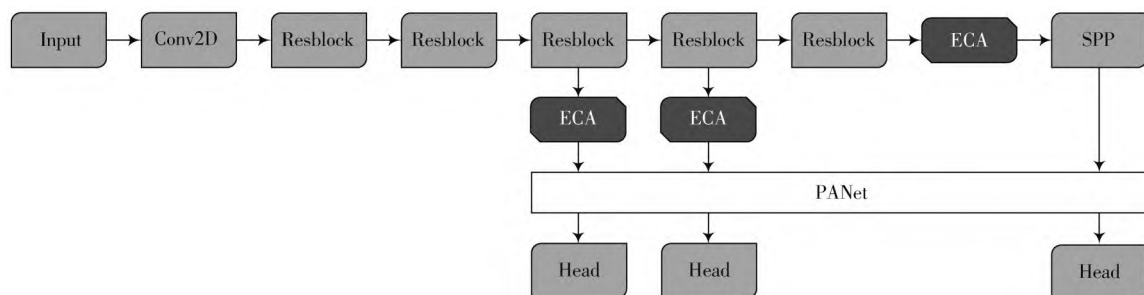 Input
Conv2D
Resblock
Resblock
Resblock
Resblock
Resblock
ECA
SPP
ECA
ECA
PANet
Head
Head
Head